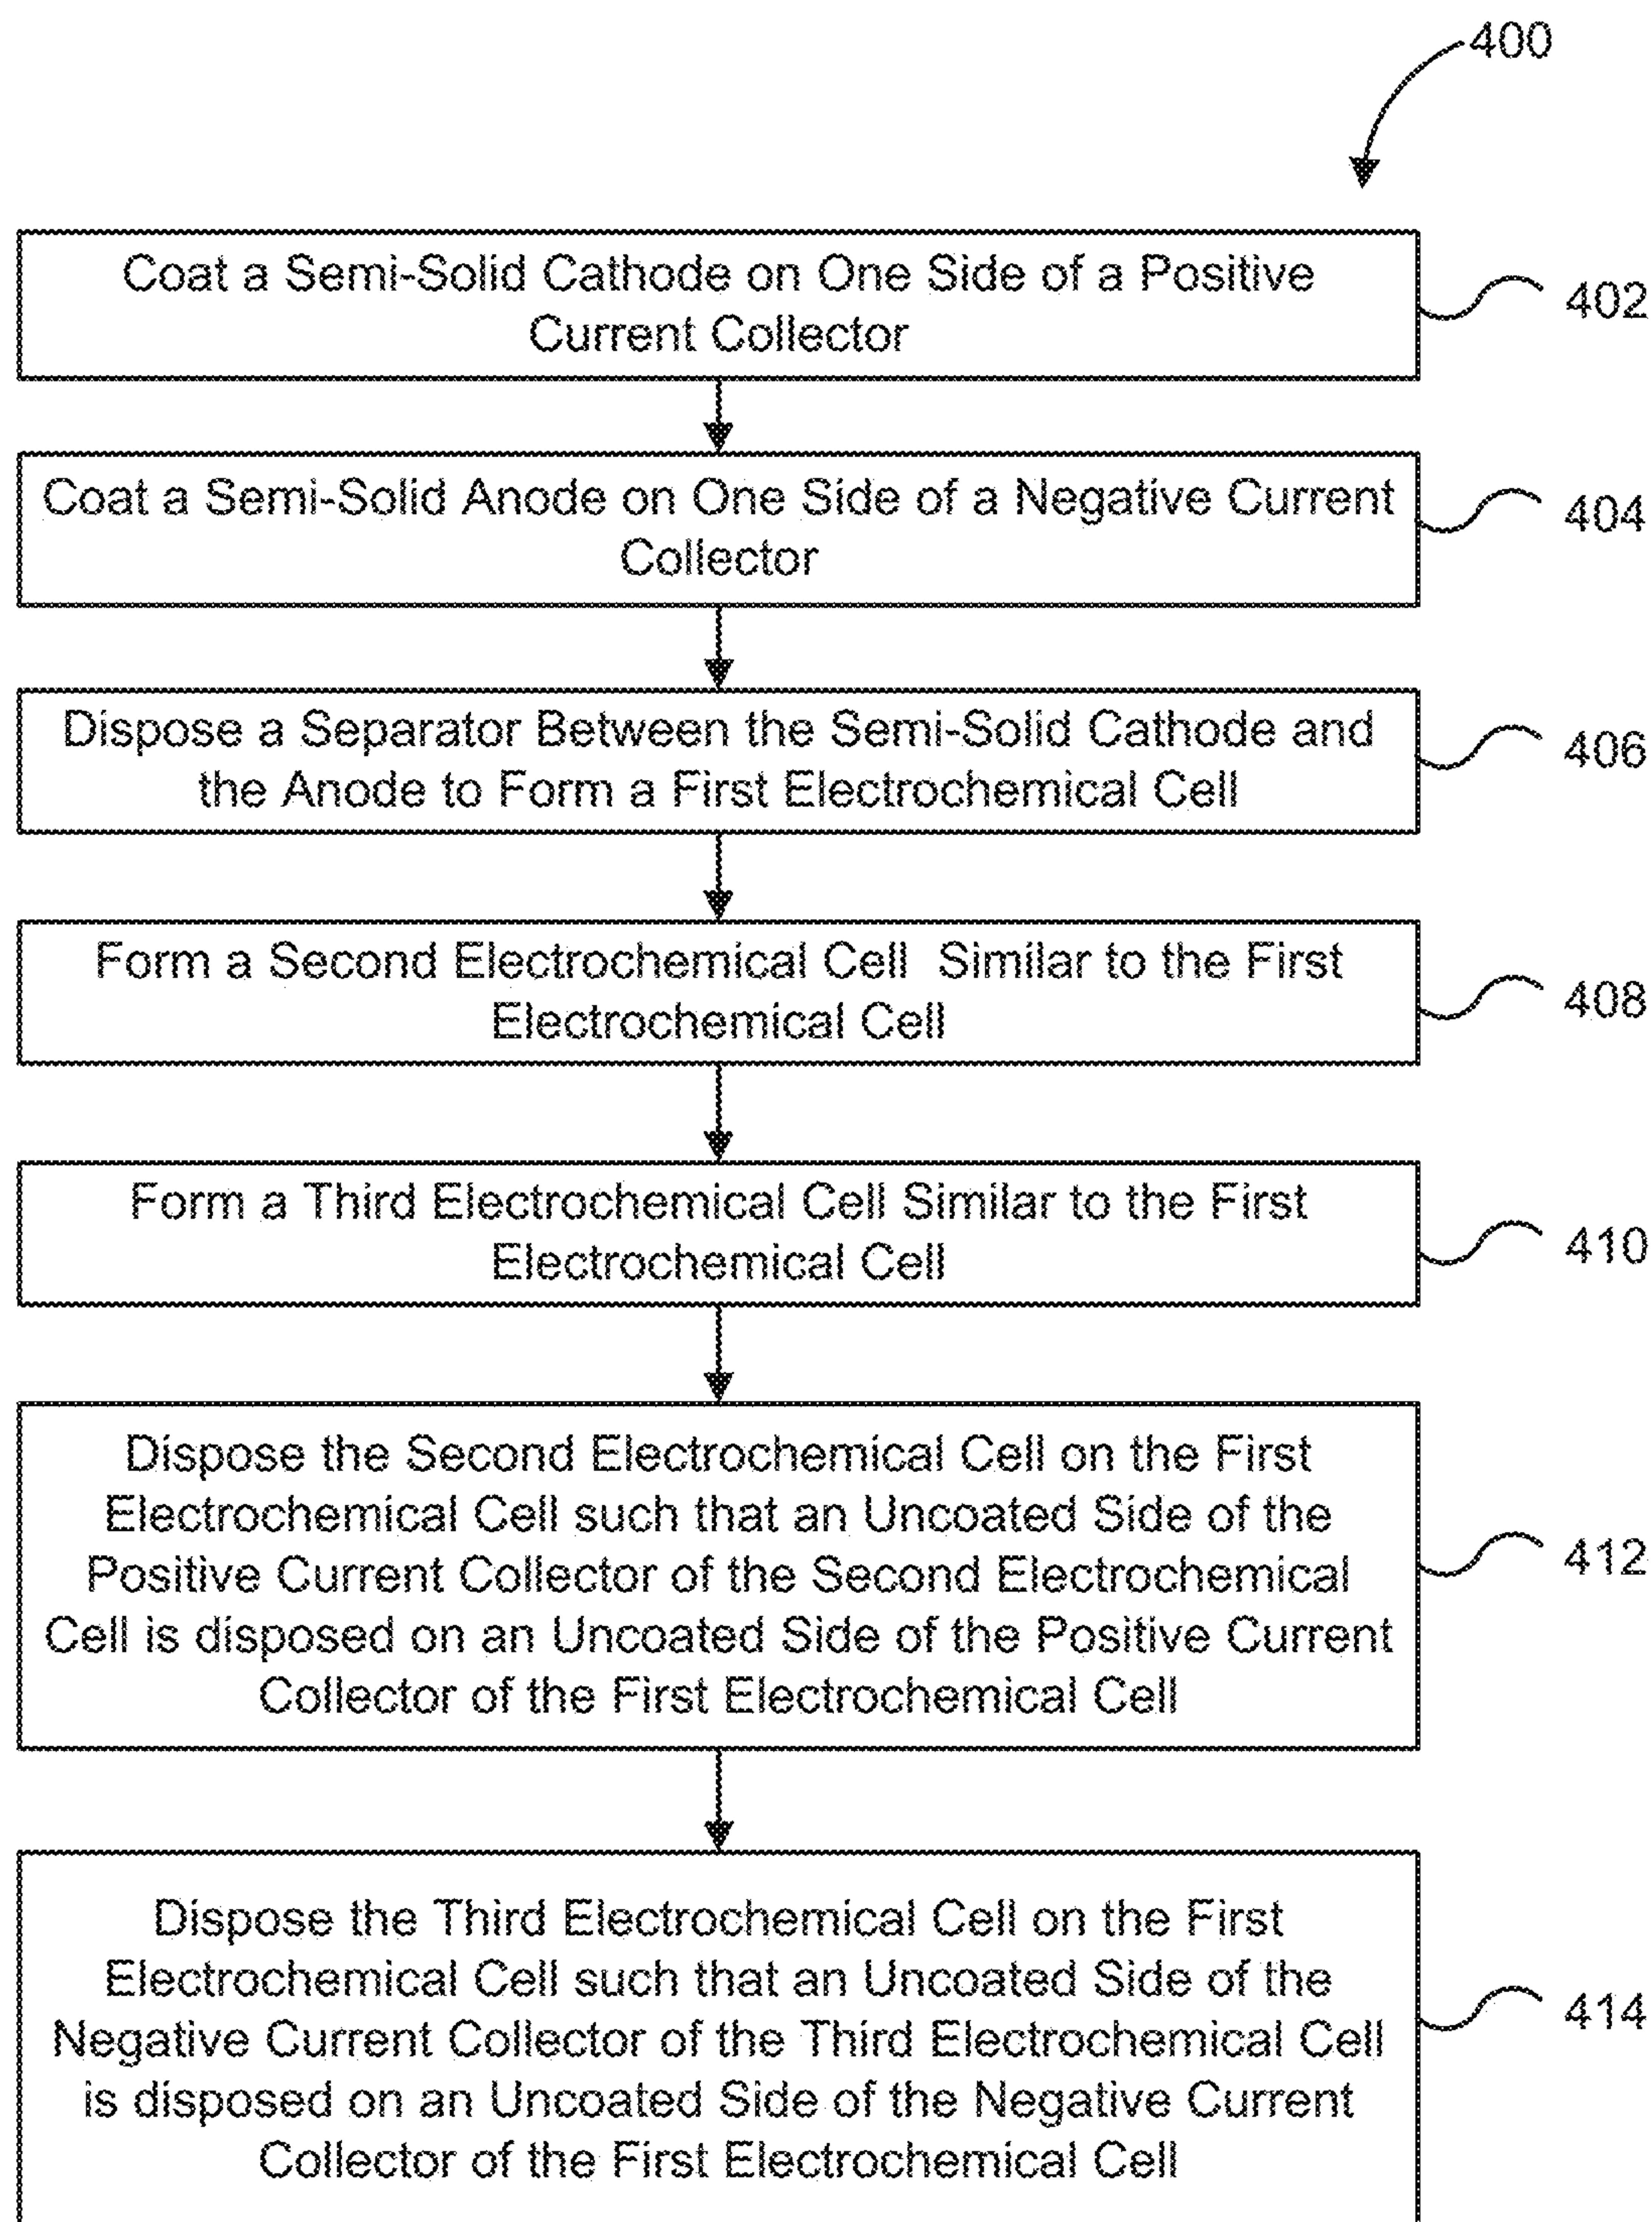 400
Coat a Semi-Solid Cathode on One Side of a Positive
Current Collector
402
Coat a Semi-Solid Anode on One Side of a Negative Current
Collector
404
Dispose a Separator Between the Semi-Solid Cathode and
the Anode to Form a First Electrochemical Cell
406
Form a Second Electrochemical Cell Similar to the First
Electrochemical Cell
408
Form a Third Electrochemical Cell Similar to the First
Electrochemical Cell
410
Dispose the Second Electrochemical Cell on the First
Electrochemical Cell such that an Uncoated Side of the
Positive Current Collector of the Second Electrochemical
Cell is disposed on an Uncoated Side of the Positive Current
Collector of the First Electrochemical Cell
412
Dispose the Third Electrochemical Cell on the First
Electrochemical Cell such that an Uncoated Side of the
Negative Current Collector of the Third Electrochemical Cell
is disposed on an Uncoated Side of the Negative Current
Collector of the First Electrochemical Cell
414